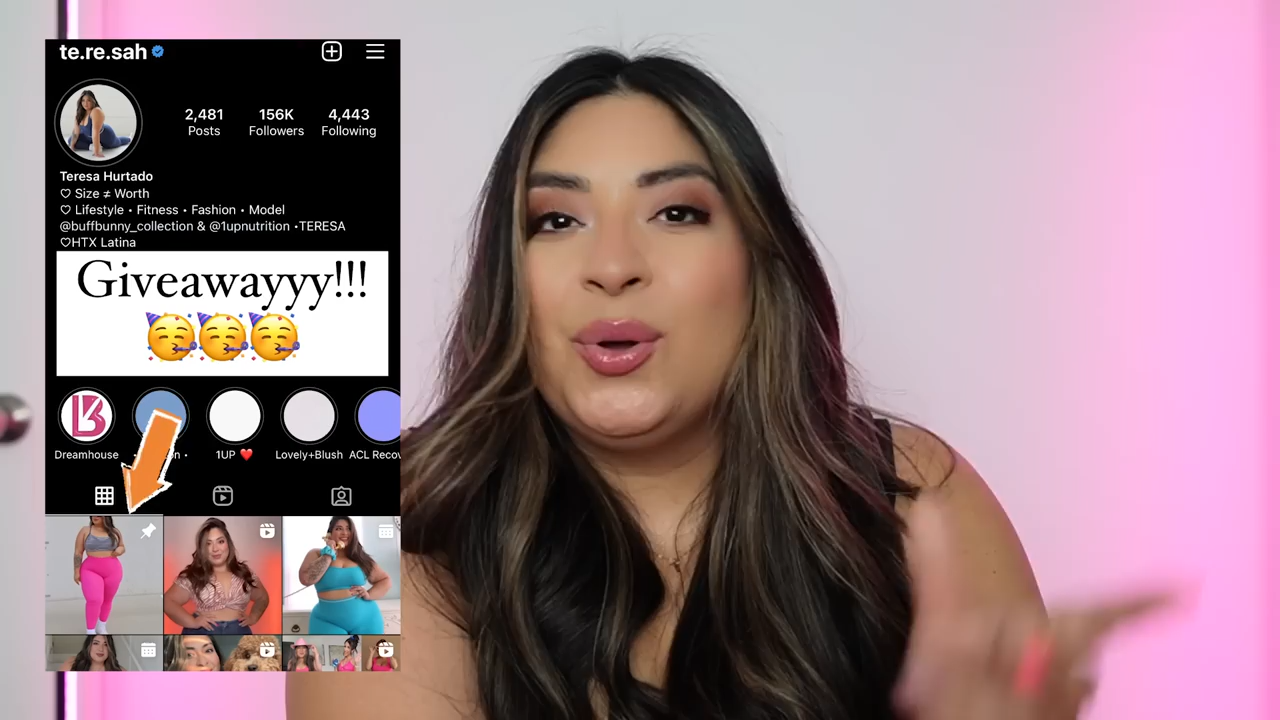 te.re.sah
2,481 156K 4,443
Posts Followers Following
Teresa Hurtado
♡ Size ≠ Worth
♡ Lifestyle • Fitness • Fashion • Model
@buffbunny_collection & @1upnutrition •TERESA
♡HTX Latina
Giveawayyy!!!
🥳🥳🥳
Dreamhouse 1UP ❤️ Lovely+Blush ACL Recov